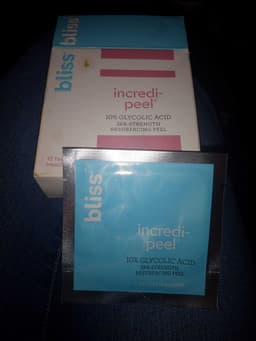 bliss
bliss
incredi-
peel
10% GLYCOLIC ACID
SPA-STRENGTH
RESURFACING PEEL
bliss
incredi-
peel
10% GLYCOLIC ACID
SPA-STRENGTH
RESURFACING PEEL